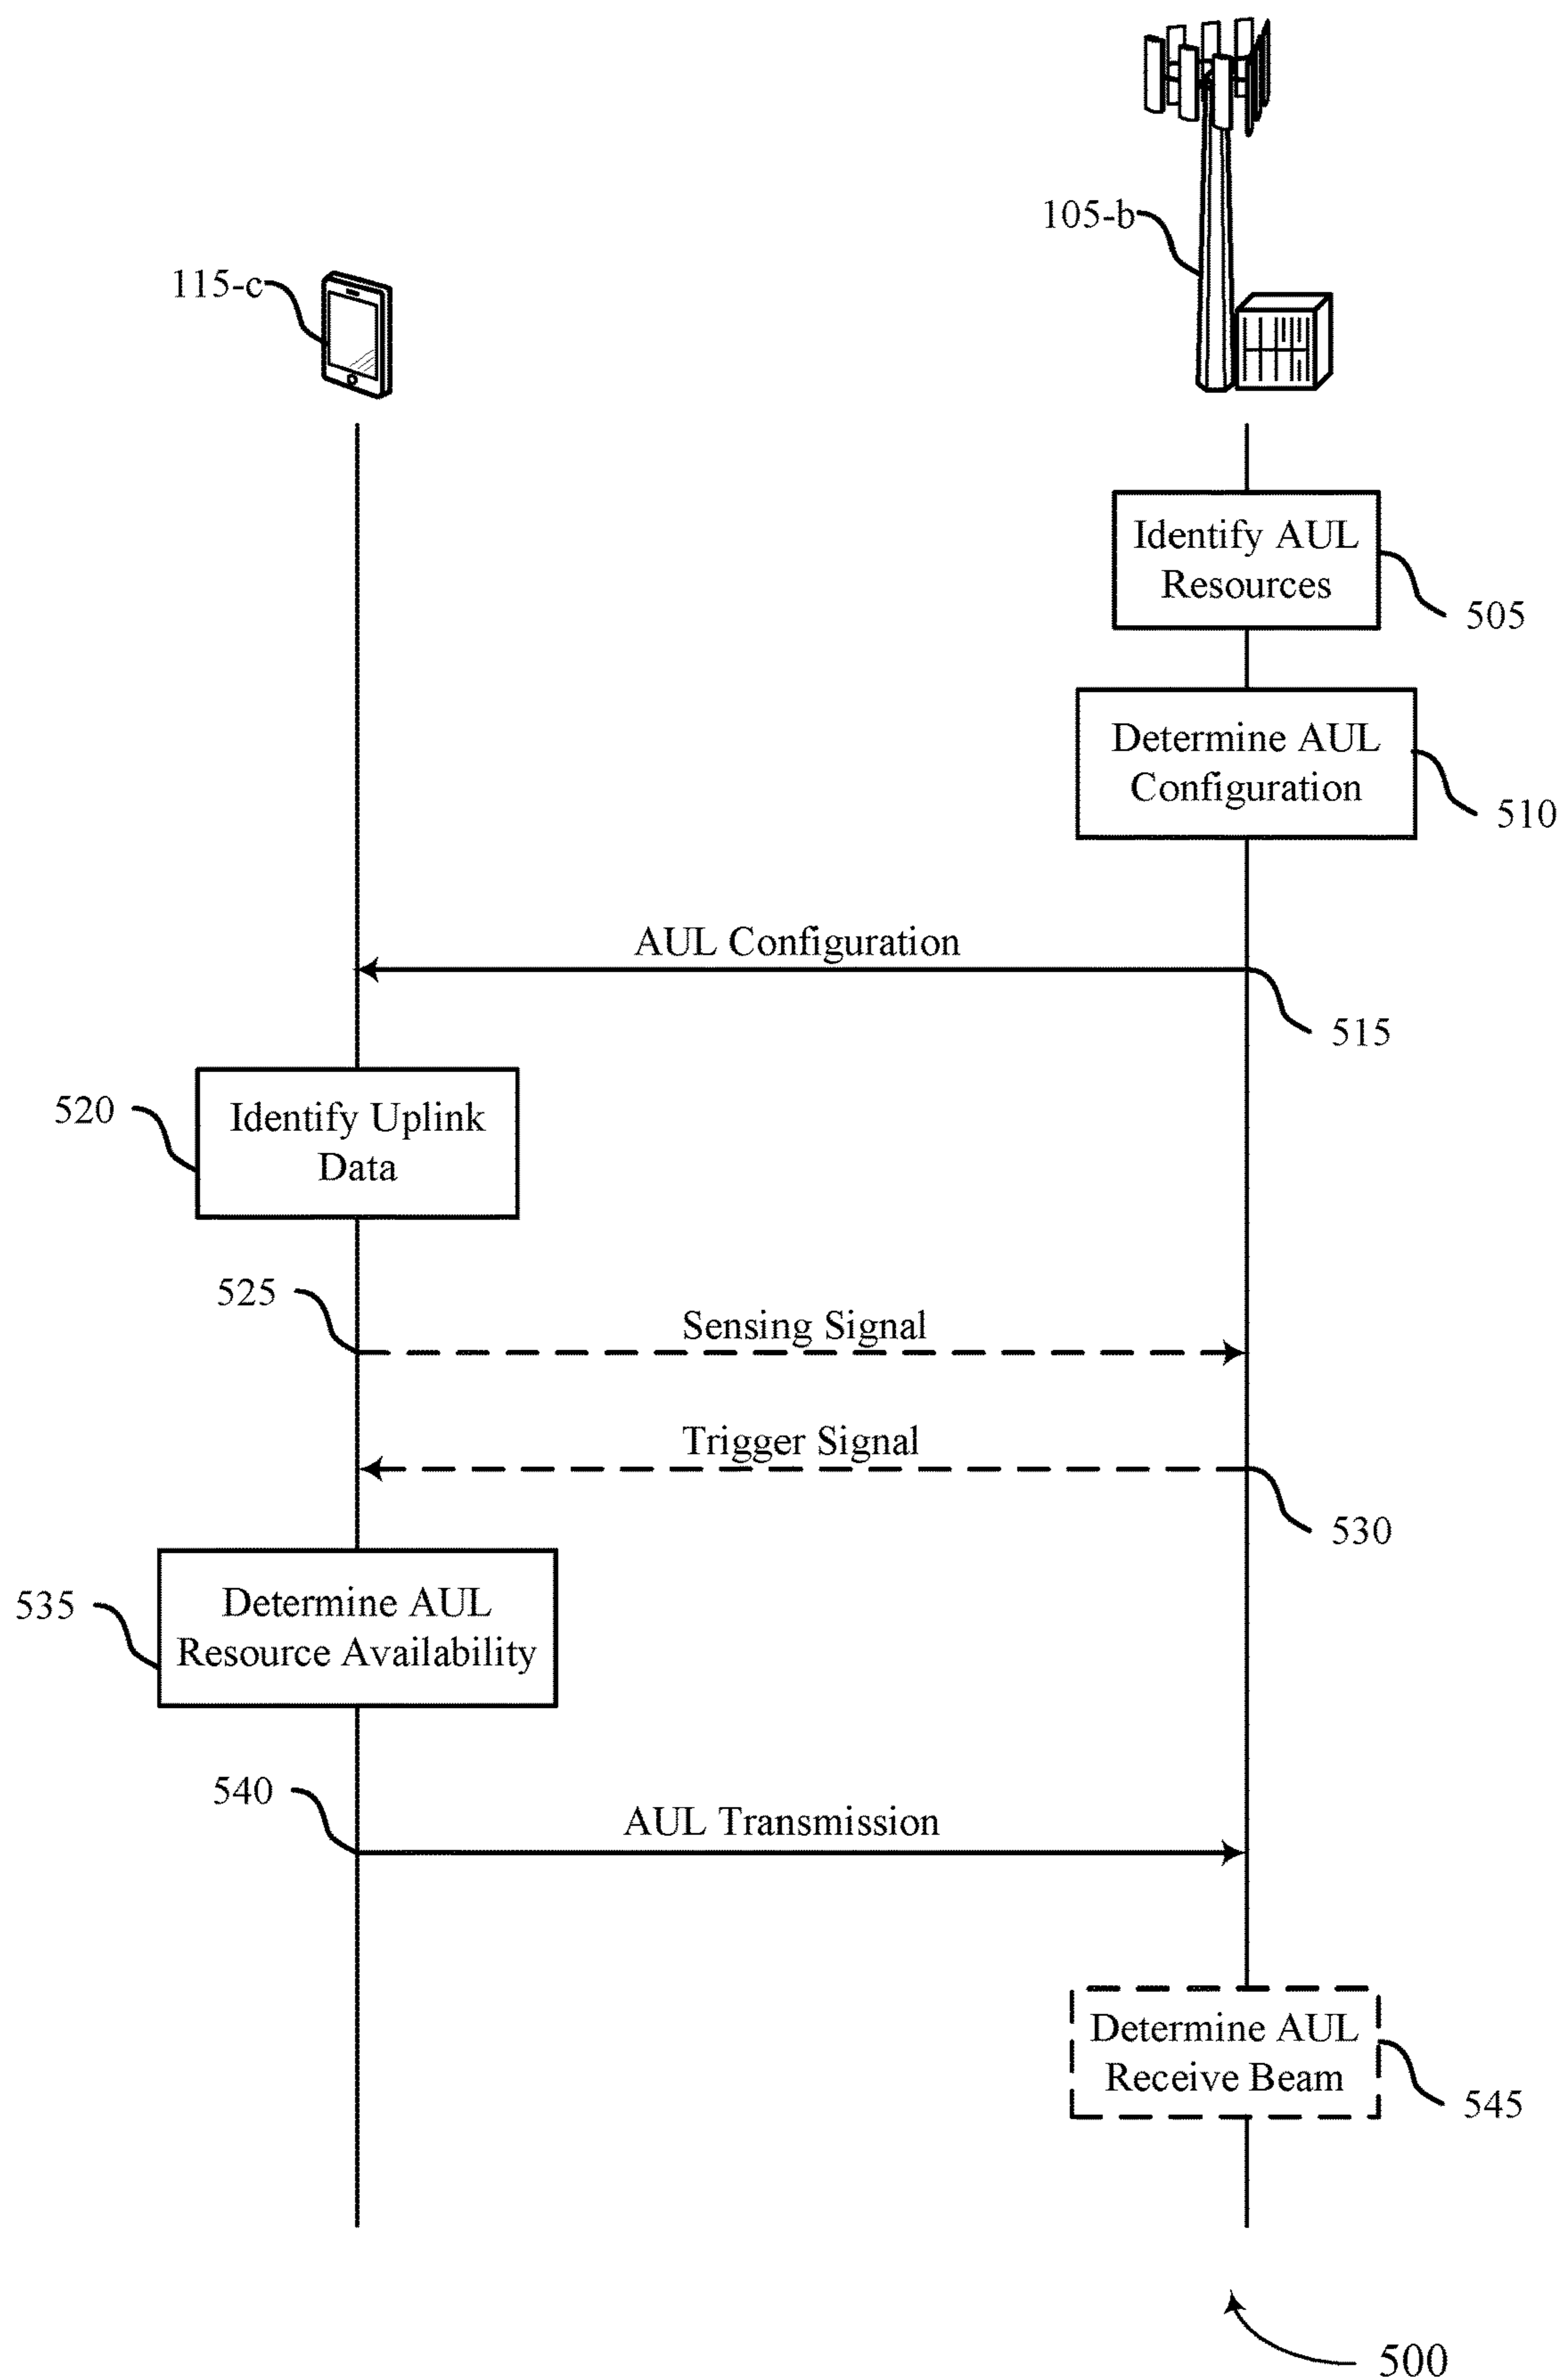 105-b
115-c
Identify AUL
Resources
505
Determine AUL
Configuration
510
AUL Configuration
515
520
Identify Uplink
Data
525
Sensing Signal
Trigger Signal
530
535
Determine AUL
Resource Availability
540
AUL Transmission
Determine AUL
Receive Beam
545
500